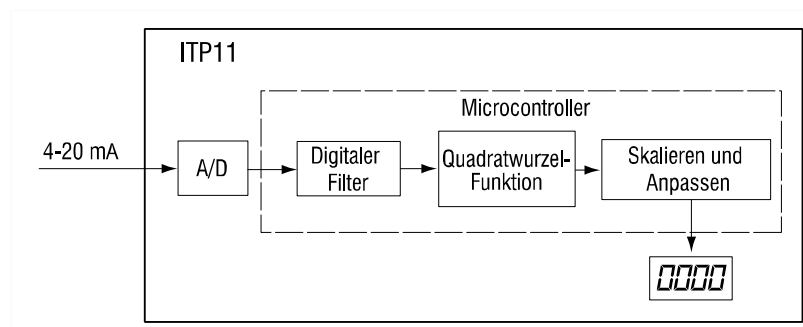 ITP11
Microcontroller
4-20 mA
A/D
Digitaler
Filter
Quadratwurzel-
Funktion
Skalieren und
Anpassen
0000